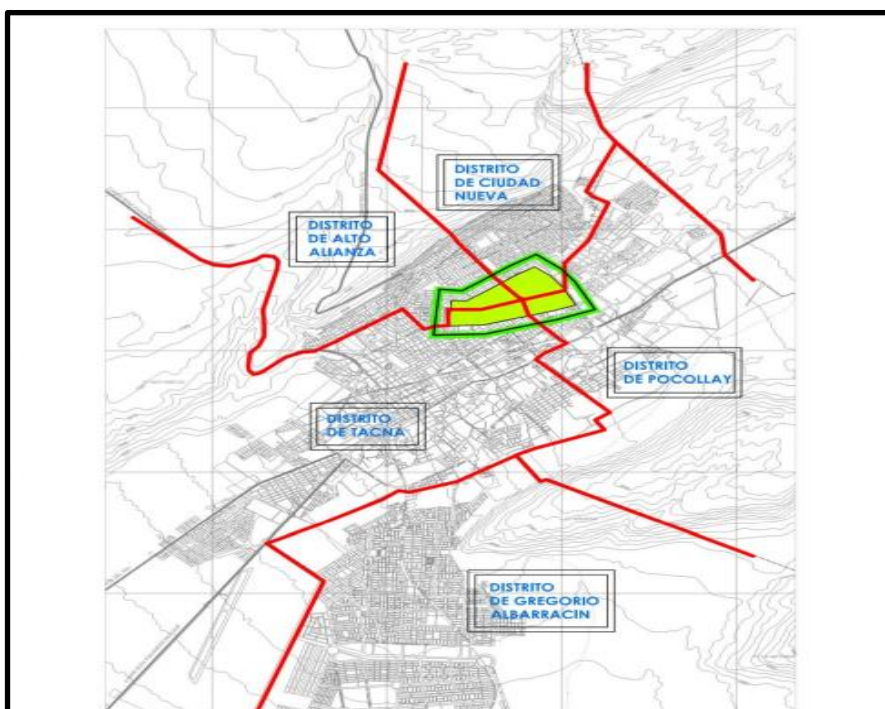 DISTRITO
DE CIUDAD
NUEVA
DISTRITO
DE ALTO
ALIANZA
DISTRITO
DE POCOLLAY
DISTRITO
DE TACNA
DISTRITO
DE GREGORIO
ALBARRACIN